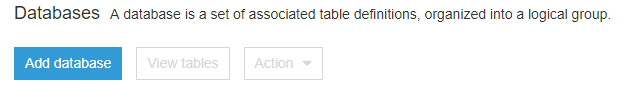 Databases A database is a set of associated table definitions, organized into a logical group.
Add database View tables Action